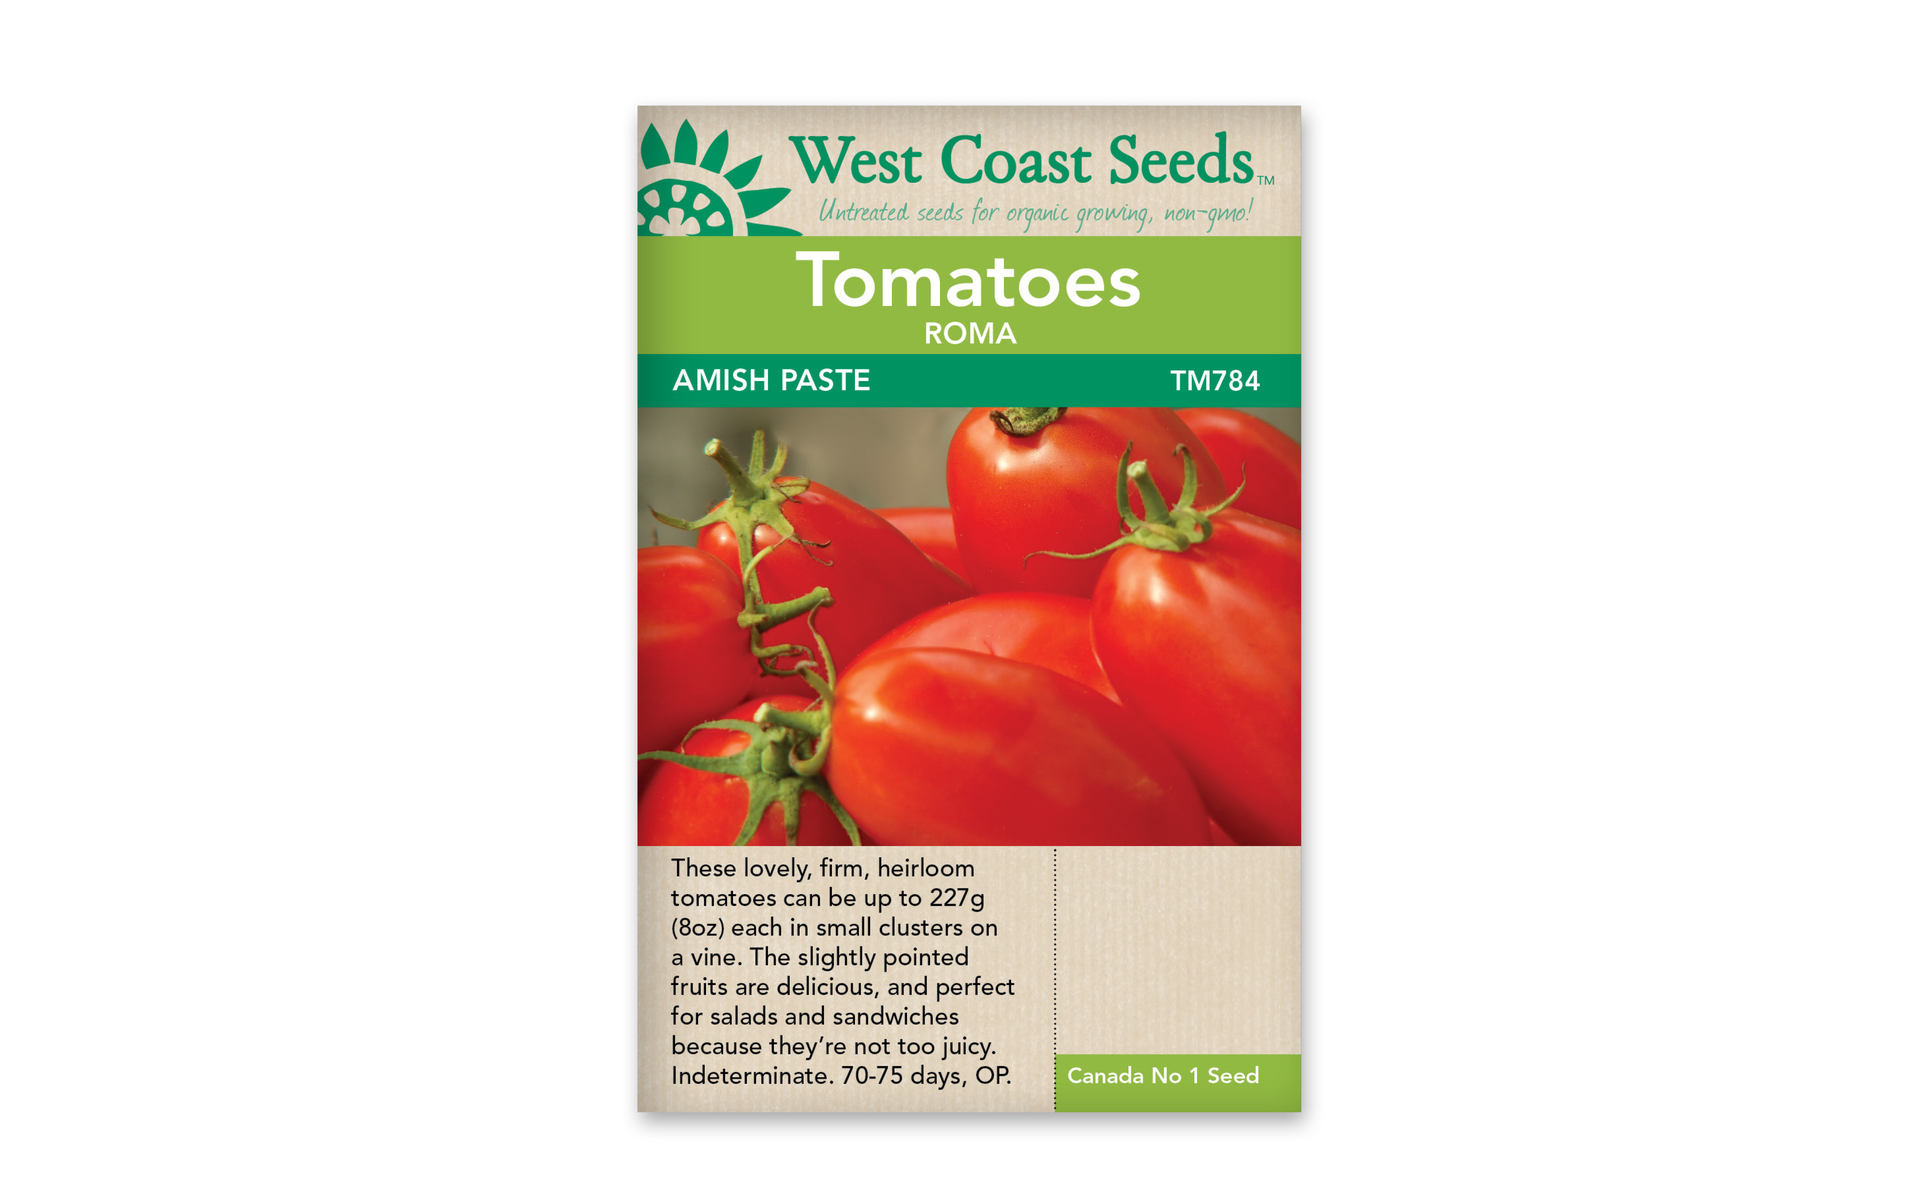 West Coast Seeds™
Untreated seeds for organic growing, non-gmo!
Tomatoes
ROMA
AMISH PASTE TM784
These lovely, firm, heirloom
tomatoes can be up to 227g
(8oz) each in small clusters on
a vine. The slightly pointed
fruits are delicious, and perfect
for salads and sandwiches
because they’re not too juicy.
Indeterminate. 70-75 days, OP.
Canada No 1 Seed